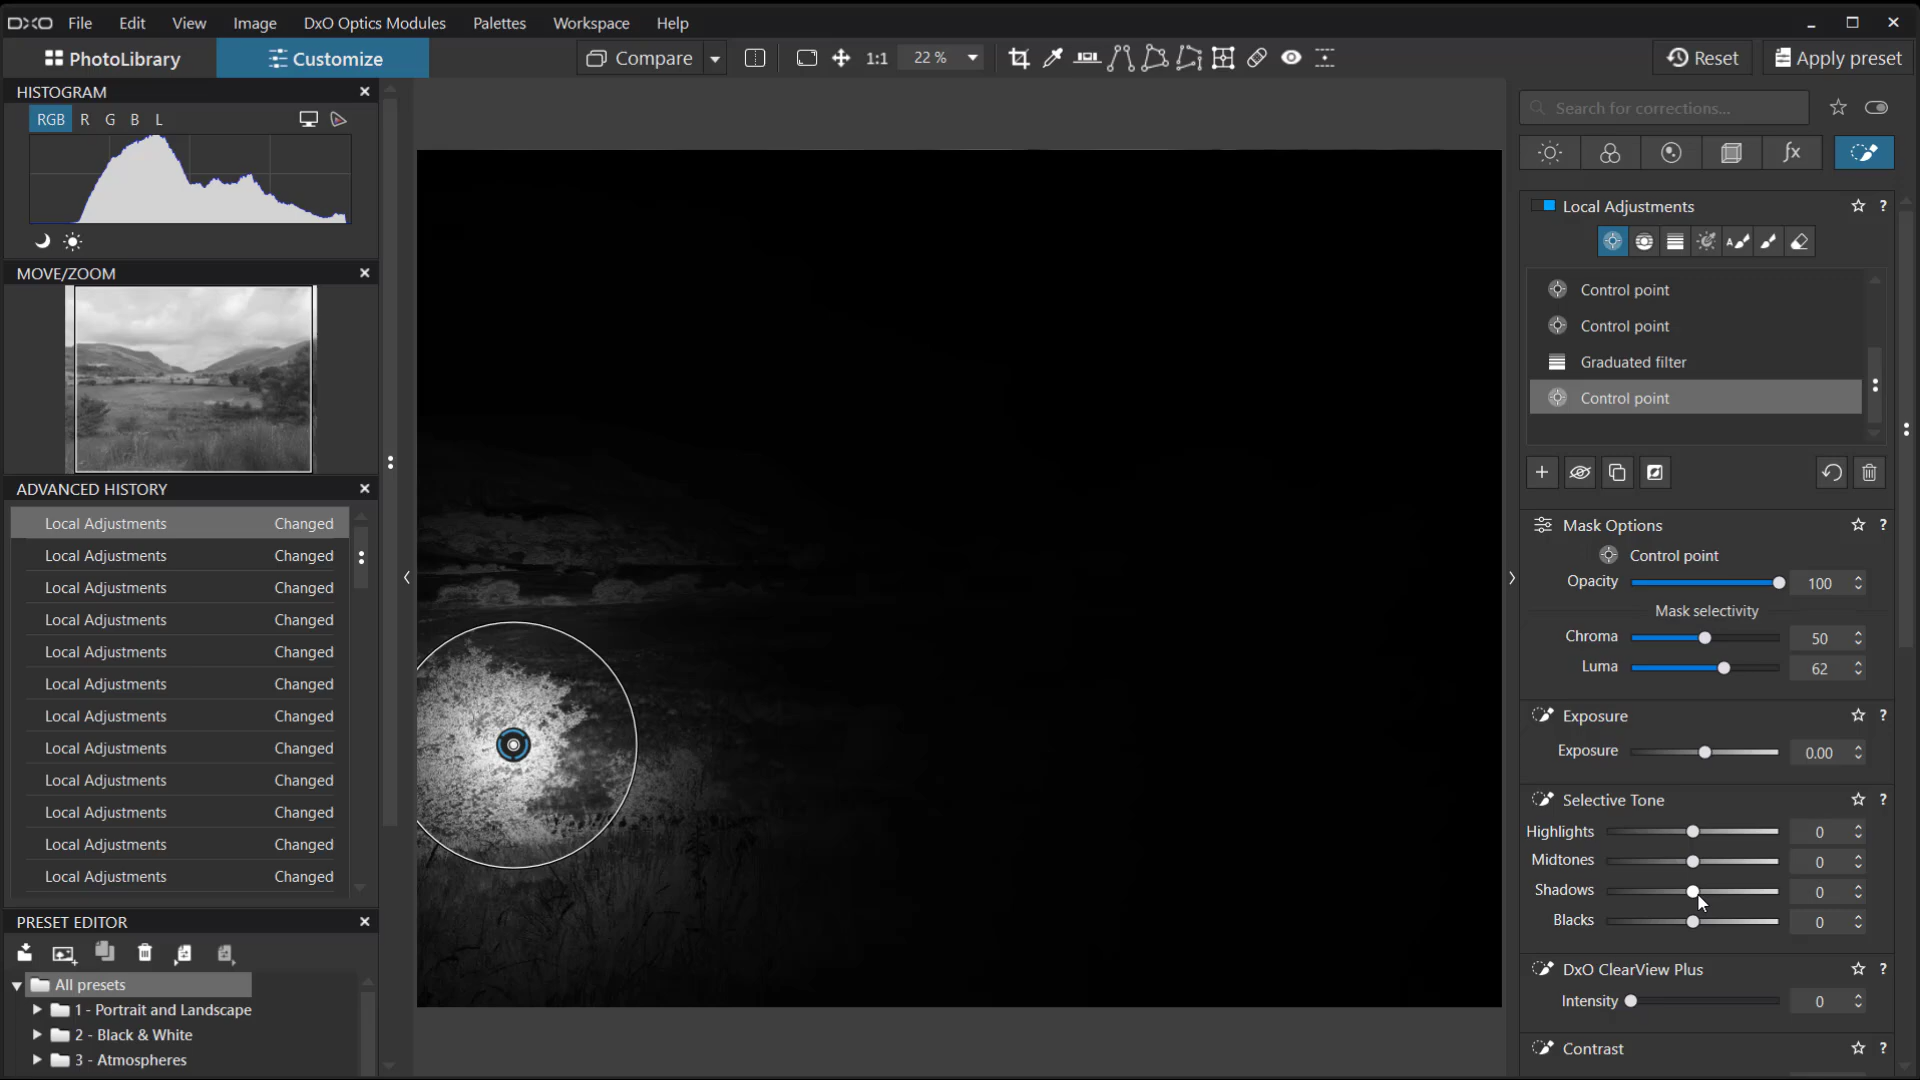 DXO File Edit View Image DxO Optics Modules Palettes Workspace Help
PhotoLibrary Customize Compare 1:1 22 % Reset Apply preset
HISTOGRAM
RGB R G B L
MOVE/ZOOM
ADVANCED HISTORY
Local Adjustments Changed
Local Adjustments Changed
Local Adjustments Changed
Local Adjustments Changed
Local Adjustments Changed
Local Adjustments Changed
Local Adjustments Changed
Local Adjustments Changed
Local Adjustments Changed
Local Adjustments Changed
Local Adjustments Changed
Local Adjustments Changed
PRESET EDITOR
All presets
1 - Portrait and Landscape
2 - Black & White
3 - Atmospheres
Search for corrections...
fx
Local Adjustments ?
A
Control point
Control point
Graduated filter
Control point
Mask Options ?
Control point
Opacity 100
Mask selectivity
Chroma 50
Luma 62
Exposure ?
Exposure 0.00
Selective Tone ?
Highlights 0
Midtones 0
Shadows 0
Blacks 0
DxO ClearView Plus ?
Intensity 0
Contrast ?